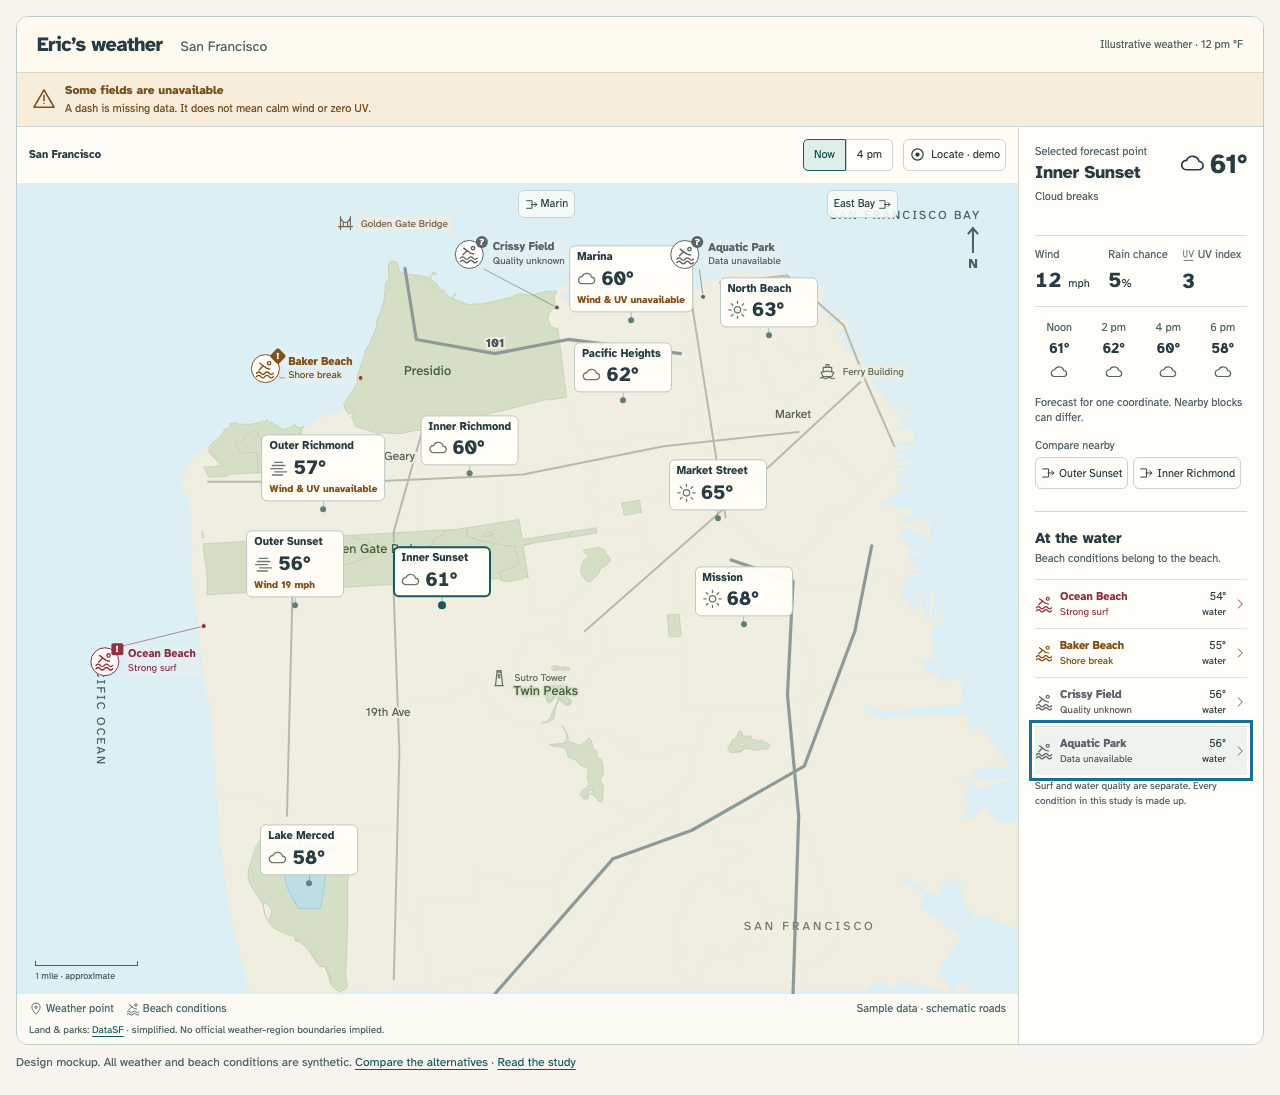 Eric's weather San Francisco
Illustrative weather · 12 pm °F
Some fields are unavailable
A dash is missing data. It does not mean calm wind or zero UV.
San Francisco
Now
4 pm
Locate · demo
Marin
East Bay
SAN FRANCISCO BAY
N
Golden Gate Bridge
?
Crissy Field
Quality unknown
Marina
60°
Wind & UV unavailable
?
Aquatic Park
Data unavailable
North Beach
63°
101
Pacific Heights
62°
!
Baker Beach
Shore break
Presidio
Ferry Building
Market
Inner Richmond
60°
Outer Richmond
57°
Wind & UV unavailable
Geary
Market Street
65°
Outer Sunset
56°
Wind 19 mph
en Gate P
Inner Sunset
61°
Mission
68°
!
Ocean Beach
Strong surf
IFIC OCEAN
Sutro Tower
Twin Peaks
19th Ave
Lake Merced
58°
SAN FRANCISCO
1 mile · approximate
Weather point
Beach conditions
Sample data · schematic roads
Land & parks: DataSF · simplified. No official weather-region boundaries implied.
Selected forecast point
Inner Sunset
61°
Cloud breaks
Wind
12 mph
Rain chance
5%
UV UV index
3
Noon 2 pm 4 pm 6 pm
61° 62° 60° 58°
Forecast for one coordinate. Nearby blocks
can differ.
Compare nearby
Outer Sunset
Inner Richmond
At the water
Beach conditions belong to the beach.
Ocean Beach 54°
Strong surf water
Baker Beach 55°
Shore break water
Crissy Field 56°
Quality unknown water
Aquatic Park 56°
Data unavailable water
Surf and water quality are separate. Every
condition in this study is made up.
Design mockup. All weather and beach conditions are synthetic. Compare the alternatives · Read the study